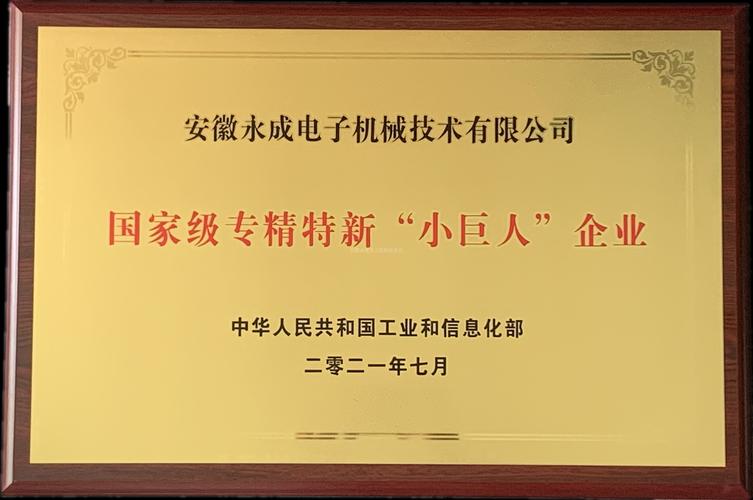 安徽永成电子机械技术有限公司
国家级专精特新“小巨人”企业
中华人民共和国工业和信息化部
二零二一年七月